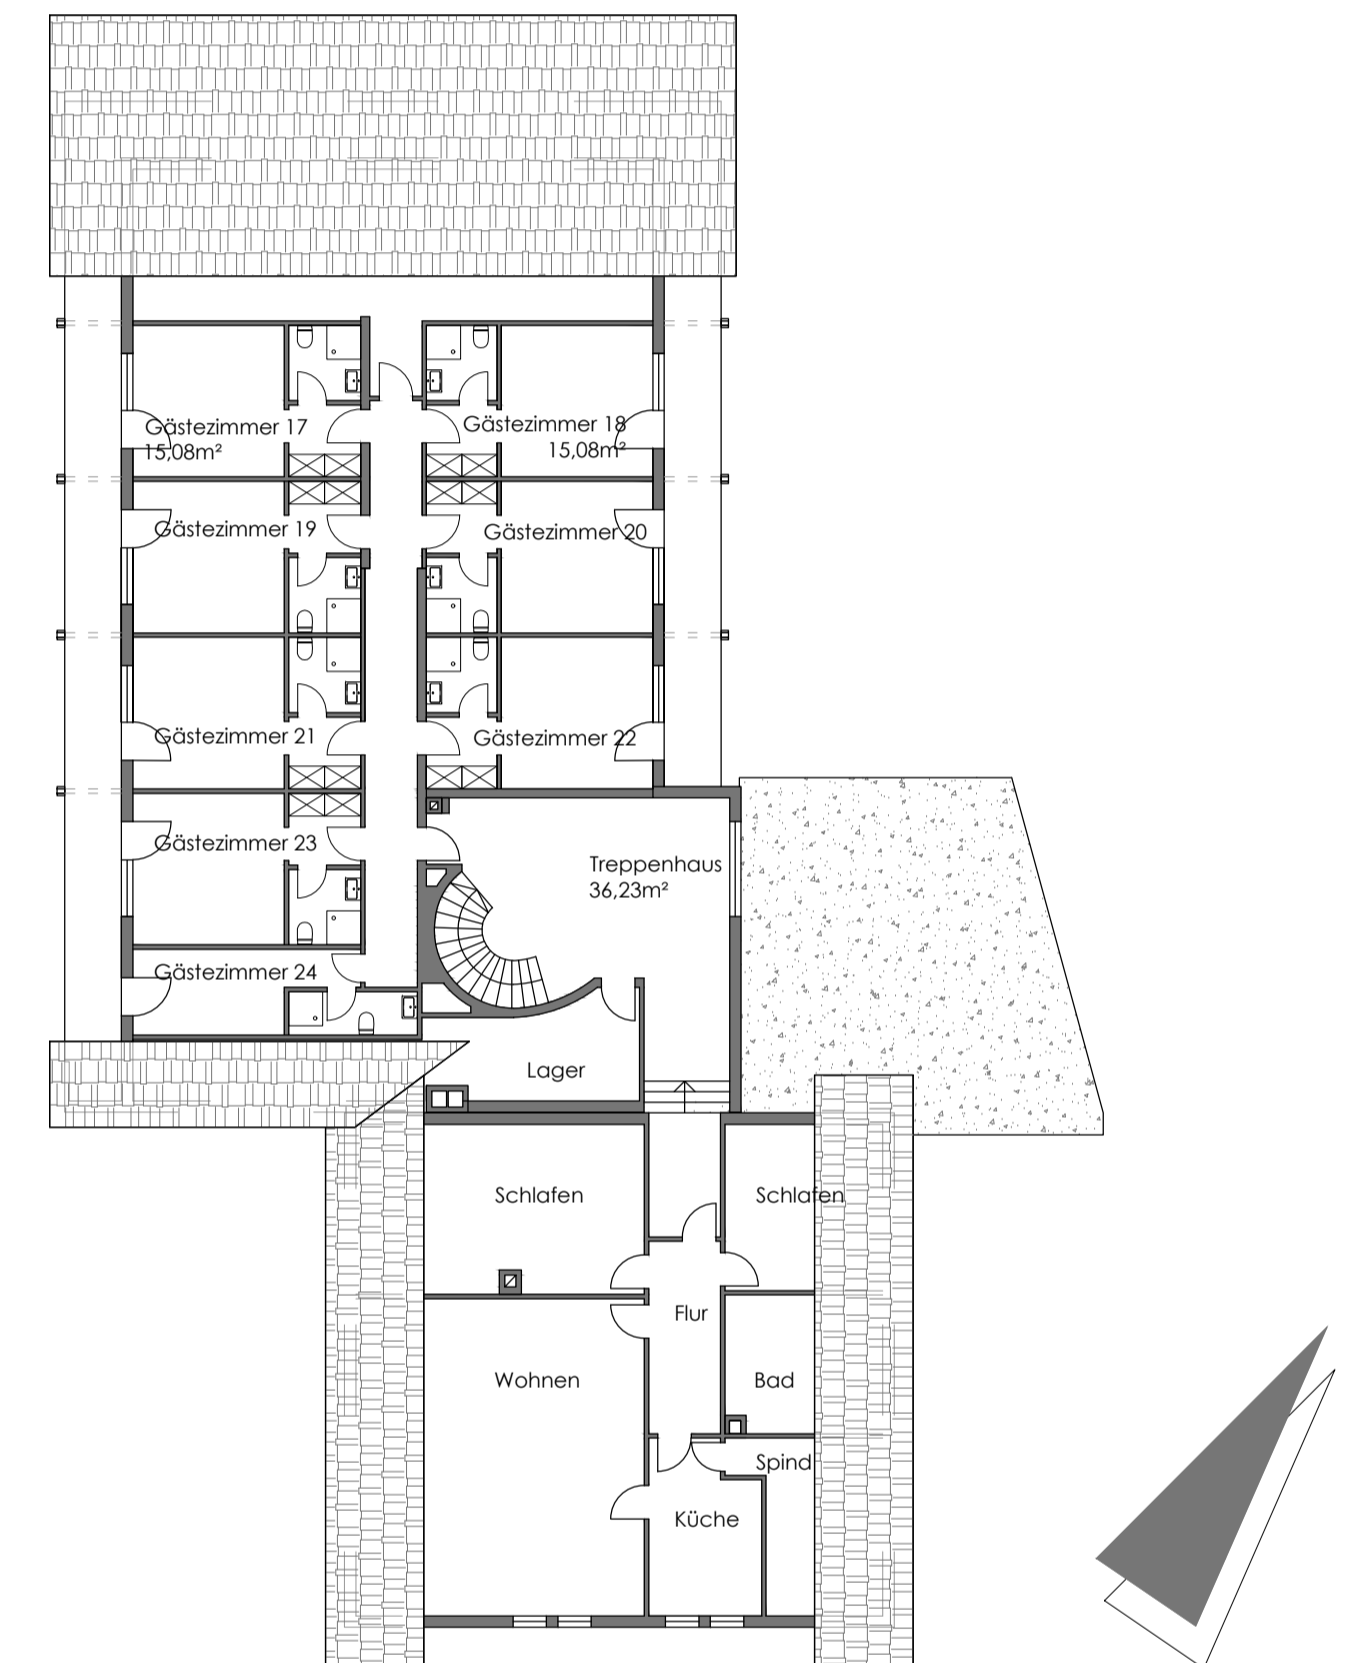 Gästezimmer 17
15,08m²
Gästezimmer 18
15,08m²
Gästezimmer 19
Gästezimmer 20
Gästezimmer 21
Gästezimmer 22
Gästezimmer 23
Treppenhaus
36,23m²
Gästezimmer 24
Lager
Schlafen
Schlafen
Flur
Wohnen
Bad
Spind
Küche